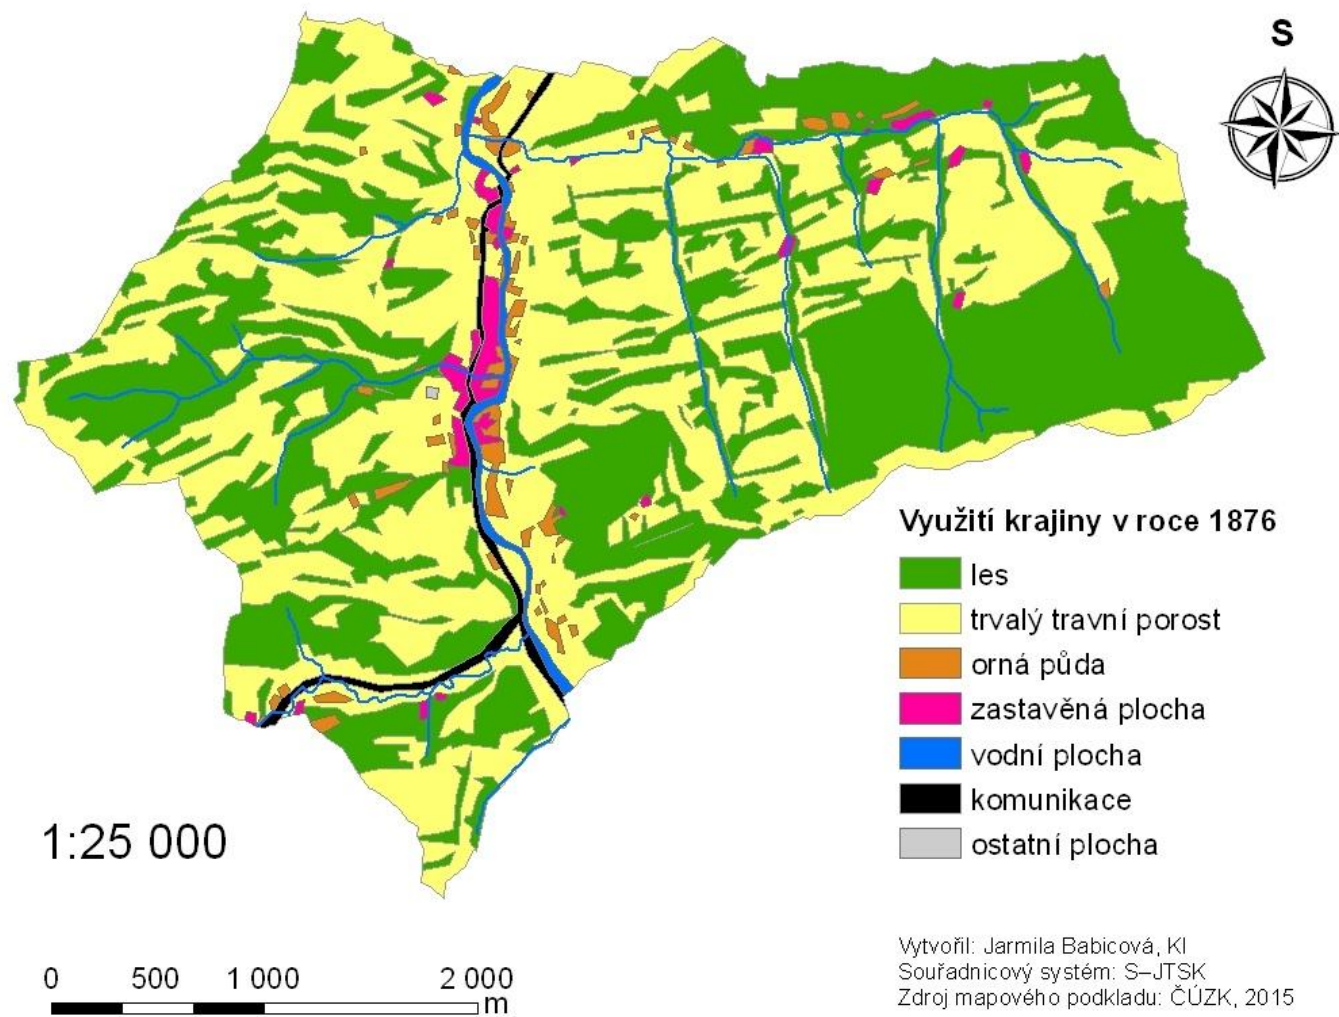 S
Využití krajiny v roce 1876
les
trvalý travní porost
orná půda
zastavěná plocha
vodní plocha
komunikace
ostatní plocha
1:25 000
0 500 1 000 2 000
m
Vytvořil: Jarmila Babicová, KI
Souřadnicový systém: S–JTSK
Zdroj mapového podkladu: ČÚZK, 2015